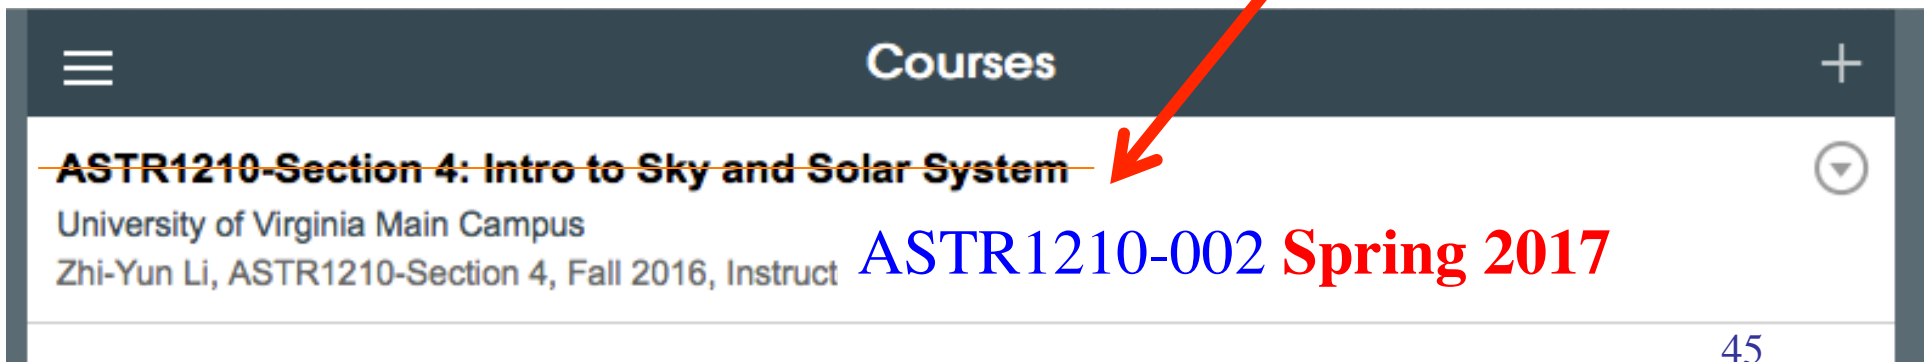 Courses
ASTR1210-Section 4: Intro to Sky and Solar System
University of Virginia Main Campus
Zhi-Yun Li, ASTR1210-Section 4, Fall 2016, Instruct
ASTR1210-002 Spring 2017
45